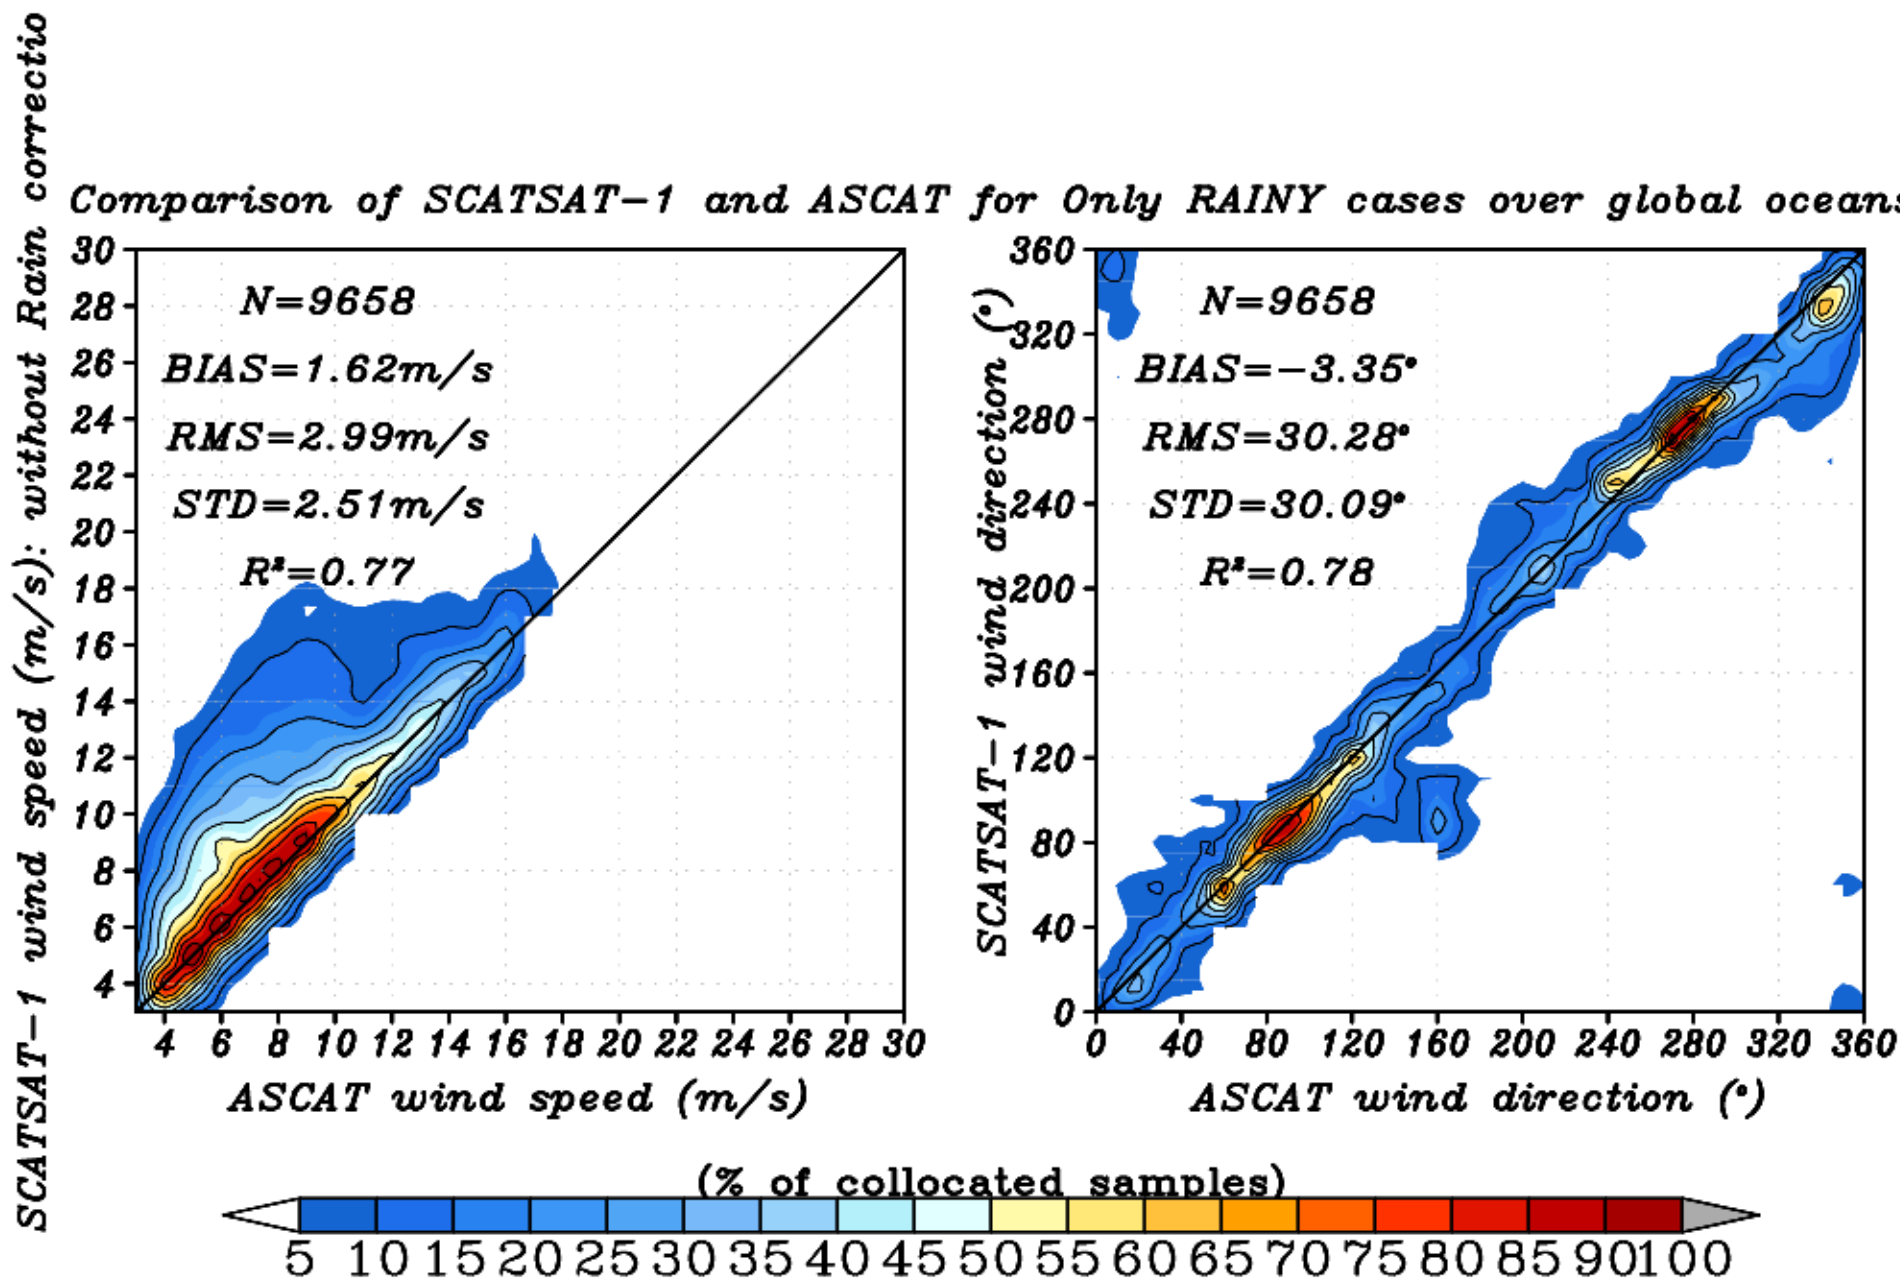 Comparison of SCATSAT-1 and ASCAT for Only RAINY cases over global oceans
SCATSAT-1 wind speed (m/s): without Rain correctio
30
28
26
24
22
20
18
16
14
12
10
8
6
4
N=9658
BIAS=1.62m/s
RMS=2.99m/s
STD=2.51m/s
R²=0.77
4 6 8 10 12 14 16 18 20 22 24 26 28 30
ASCAT wind speed (m/s)
SCATSAT-1 wind direction (°)
360
320
280
240
200
160
120
80
40
0
N=9658
BIAS=-3.35°
RMS=30.28°
STD=30.09°
R²=0.78
0 40 80 120 160 200 240 280 320 360
ASCAT wind direction (°)
(% of collocated samples)
5 10 15 20 25 30 35 40 45 50 55 60 65 70 75 80 85 90 100